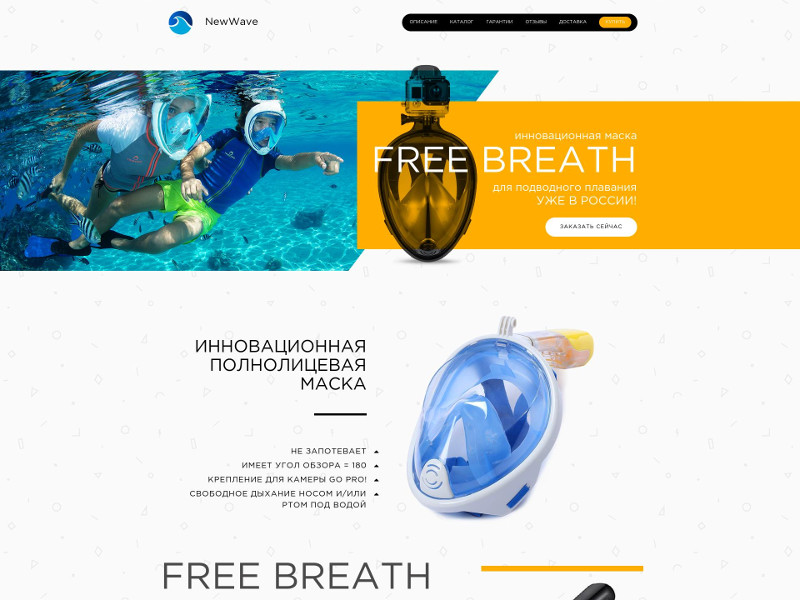 NewWave
ОПИСАНИЕ КАТАЛОГ ГАРАНТИИ ОТЗЫВЫ ДОСТАВКА КУПИТЬ
инновационная маска
FREE BREATH
для подводного плавания
УЖЕ В РОССИИ!
ЗАКАЗАТЬ СЕЙЧАС
ИННОВАЦИОННАЯ
ПОЛНОЛИЦЕВАЯ
МАСКА
НЕ ЗАПОТЕВАЕТ
ИМЕЕТ УГОЛ ОБЗОРА = 180
КРЕПЛЕНИЕ ДЛЯ КАМЕРЫ GO PRO!
СВОБОДНОЕ ДЫХАНИЕ НОСОМ И/ИЛИ
РТОМ ПОД ВОДОЙ
FREE BREATH